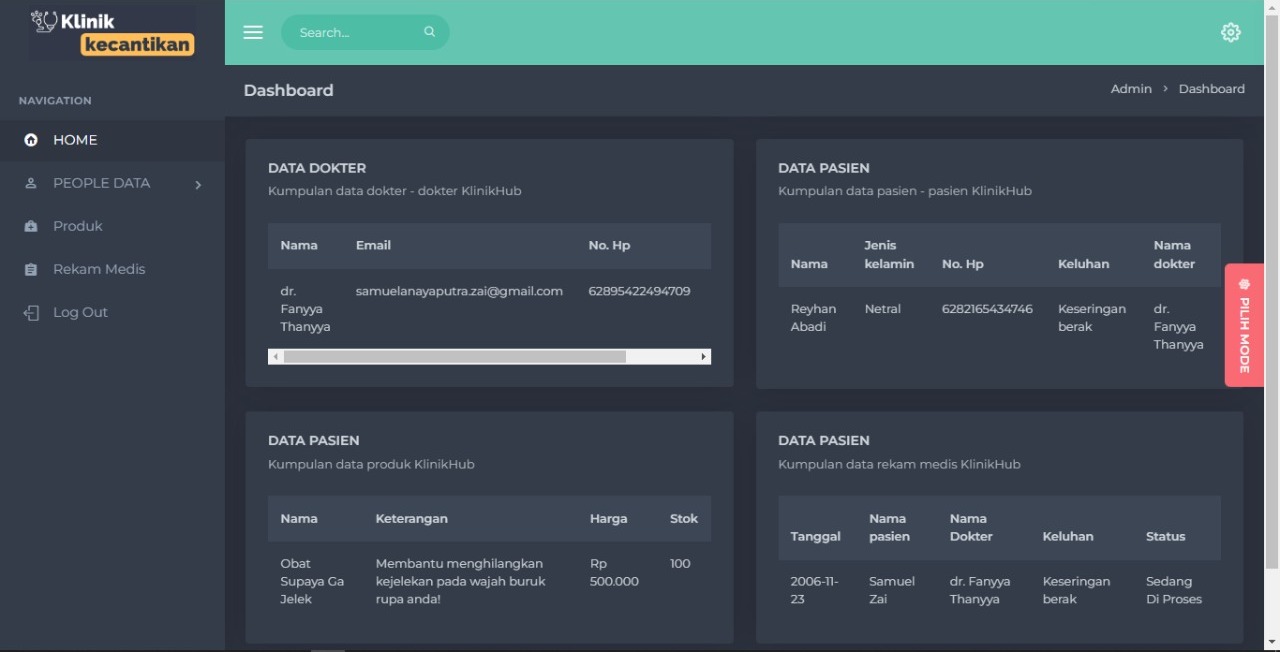 Klinik
kecantikan
Search...
NAVIGATION
HOME
PEOPLE DATA
Produk
Rekam Medis
Log Out
Dashboard
Admin > Dashboard
DATA DOKTER
Kumpulan data dokter - dokter KlinikHub
Nama Email No. Hp
dr. samuelanayaputra.zai@gmail.com 62895422494709
Fanyya
Thanyya
DATA PASIEN
Kumpulan data pasien - pasien KlinikHub
Jenis Nama
Nama kelamin No. Hp Keluhan dokter
Reyhan Netral 6282165434746 Keseringan dr.
Abadi berak Fanyya
Thanyya
PILIH MODE
DATA PASIEN
Kumpulan data produk KlinikHub
Nama Keterangan Harga Stok
Obat Membantu menghilangkan Rp 100
Supaya Ga kejelekan pada wajah buruk 500.000
Jelek rupa anda!
DATA PASIEN
Kumpulan data rekam medis KlinikHub
Nama Nama
Tanggal pasien Dokter Keluhan Status
2006-11- Samuel dr. Fanyya Keseringan Sedang
23 Zai Thanyya berak Di Proses